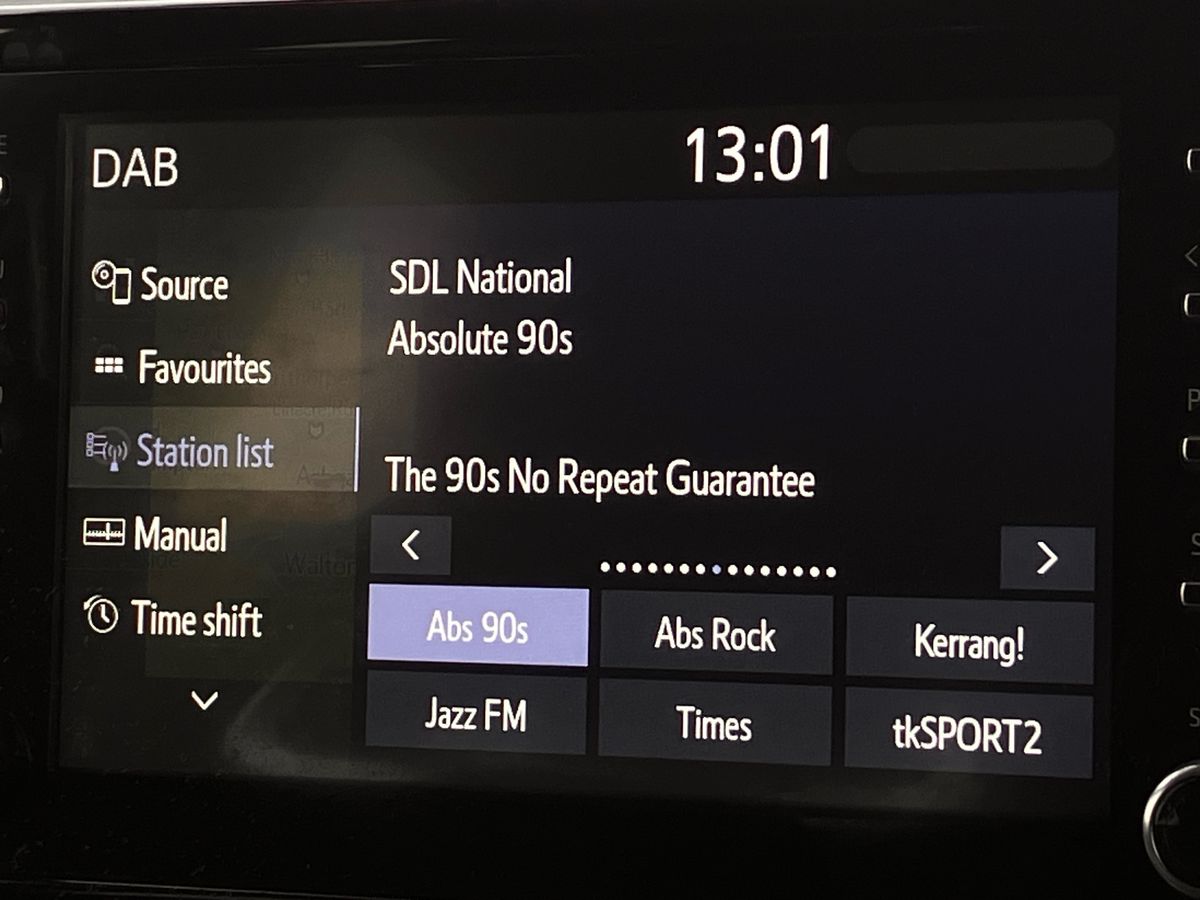 DAB
13:01
Source
Favourites
Station list
Manual
Time shift
SDL National
Absolute 90s
The 90s No Repeat Guarantee
Abs 90s
Abs Rock
Kerrang!
Jazz FM
Times
tkSPORT2
Walton